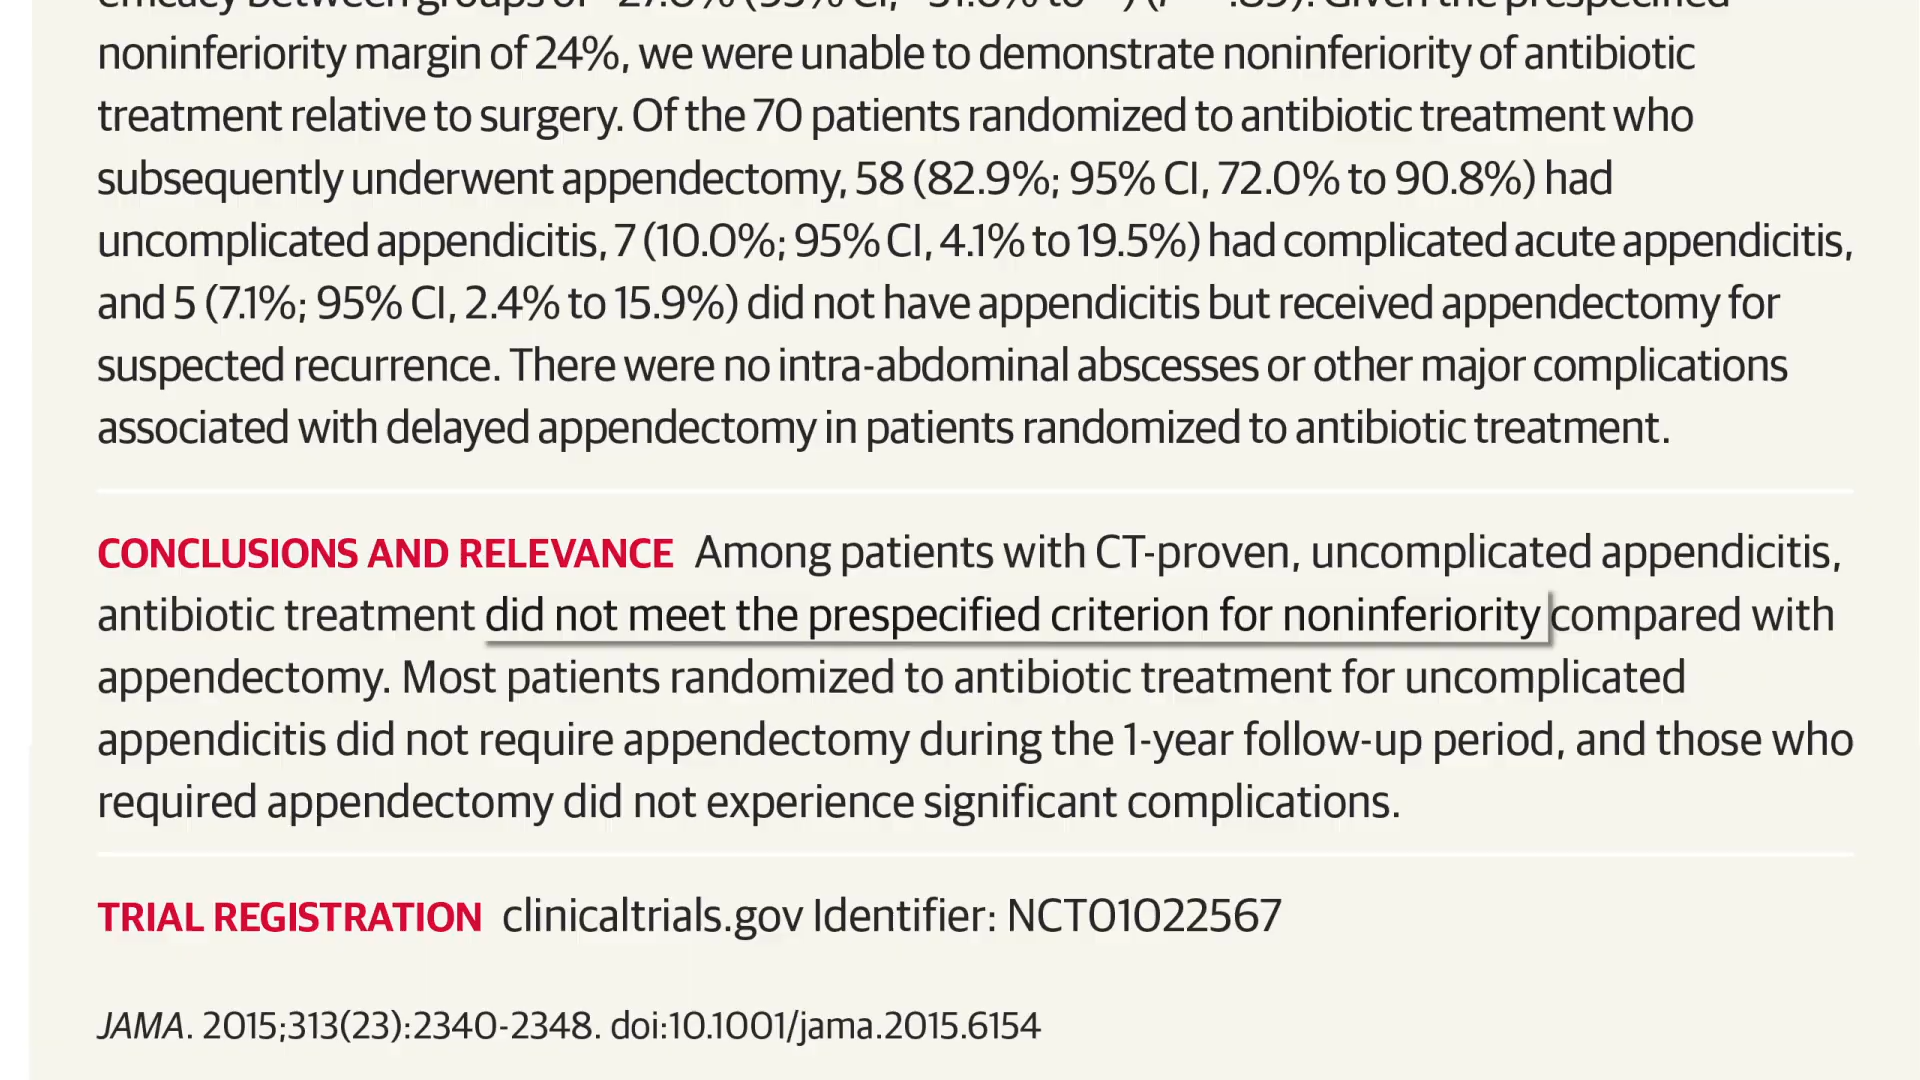 noninferiority margin of 24%, we were unable to demonstrate noninferiority of antibiotic
treatment relative to surgery. Of the 70 patients randomized to antibiotic treatment who
subsequently underwent appendectomy, 58 (82.9%; 95% CI, 72.0% to 90.8%) had
uncomplicated appendicitis, 7 (10.0%; 95% CI, 4.1% to 19.5%) had complicated acute appendicitis,
and 5 (7.1%; 95% CI, 2.4% to 15.9%) did not have appendicitis but received appendectomy for
suspected recurrence. There were no intra-abdominal abscesses or other major complications
associated with delayed appendectomy in patients randomized to antibiotic treatment.
CONCLUSIONS AND RELEVANCE Among patients with CT-proven, uncomplicated appendicitis,
antibiotic treatment did not meet the prespecified criterion for noninferiority compared with
appendectomy. Most patients randomized to antibiotic treatment for uncomplicated
appendicitis did not require appendectomy during the 1-year follow-up period, and those who
required appendectomy did not experience significant complications.
TRIAL REGISTRATION clinicaltrials.gov Identifier: NCT01022567
JAMA. 2015;313(23):2340-2348. doi:10.1001/jama.2015.6154